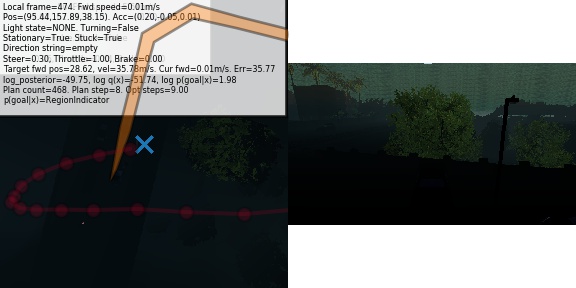 Local frame=474. Fwd speed=0.01m/s
Pos=(95.44,157.89,38.15). Acc=(0.20,-0.05,0.01)
Light state=NONE. Turning=False
Stationary=True. Stuck=True
Direction string=empty
Steer=0.30, Throttle=1.00, Brake=0.00
Target fwd pos=28.62, vel=35.78m/s. Cur fwd=0.01m/s. Err=35.77
log_posterior=-49.75, log q(x)=-51.74, log p(goal|x)=1.98
Plan count=468. Plan step=8. Opt steps=9.00
p(goal|x)=RegionIndicator